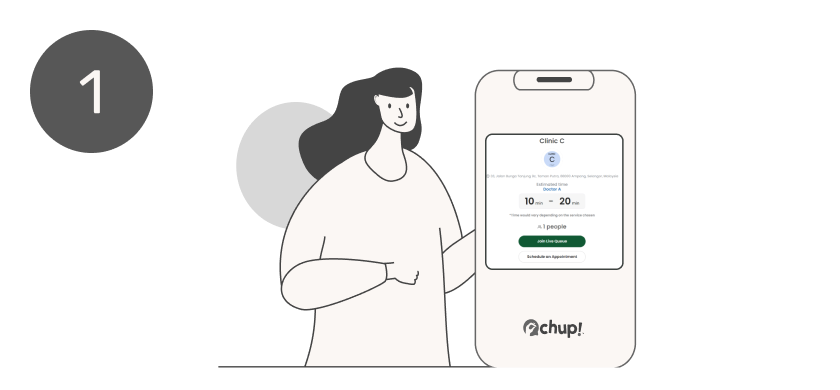 1
Clinic C
C
Estimated time
Doctor A
10 min - 20 min
*Time would vary depending on the service chosen
1 people
Join Live Queue
Schedule an Appointment
echup!